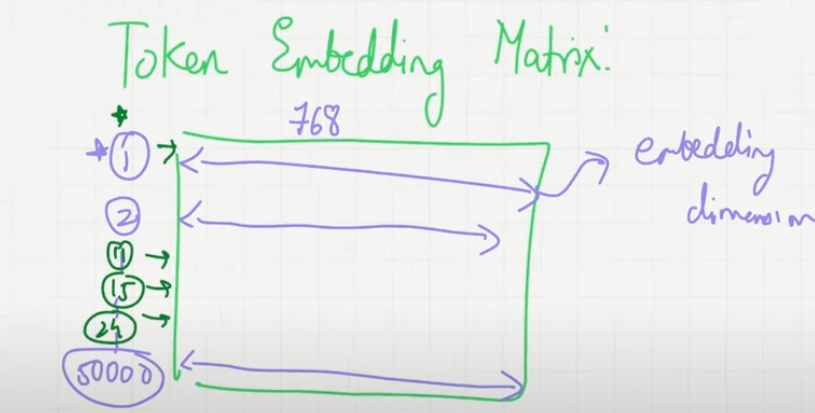 Token Embedding Matrix:
768
1
embedding
dimension
2
11
15
24
50000